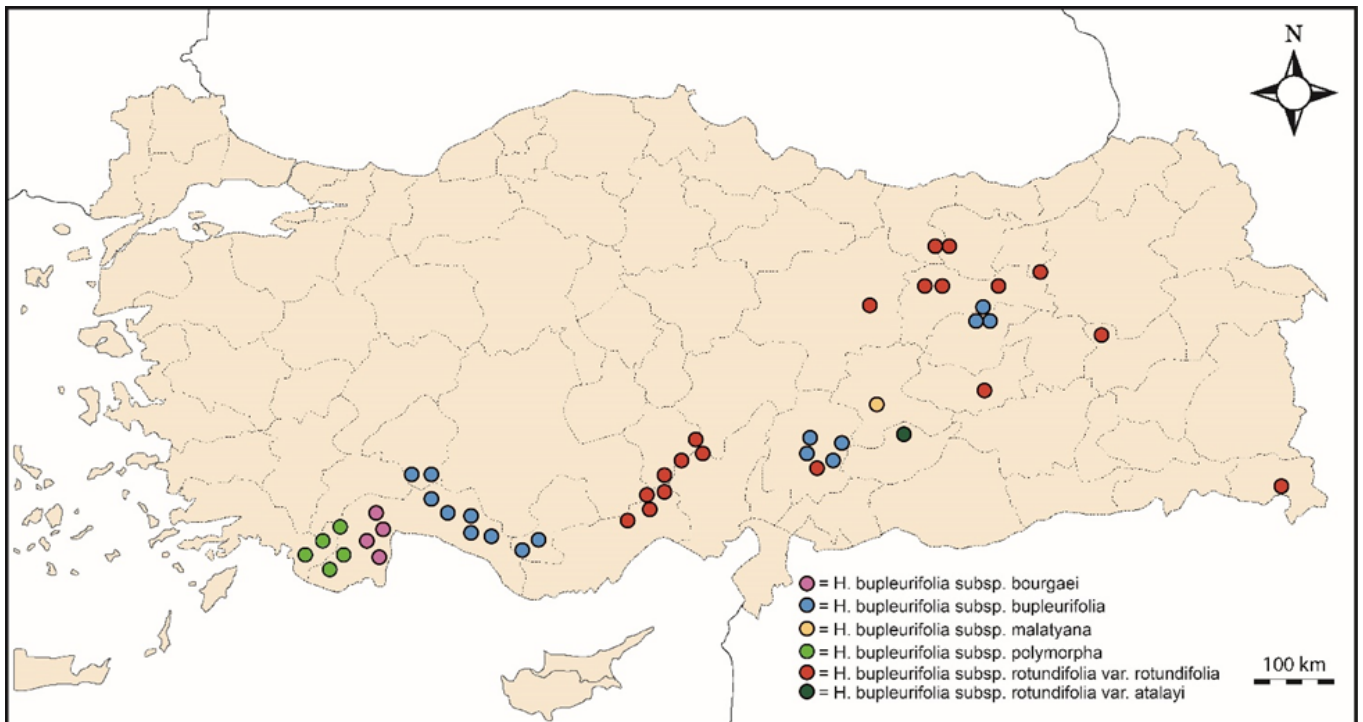 N
= H. bupleurifolia subsp. bourgaei
= H. bupleurifolia subsp. bupleurifolia
= H. bupleurifolia subsp. malatyana
= H. bupleurifolia subsp. polymorpha
= H. bupleurifolia subsp. rotundifolia var. rotundifolia
= H. bupleurifolia subsp. rotundifolia var. atalayi
100 km